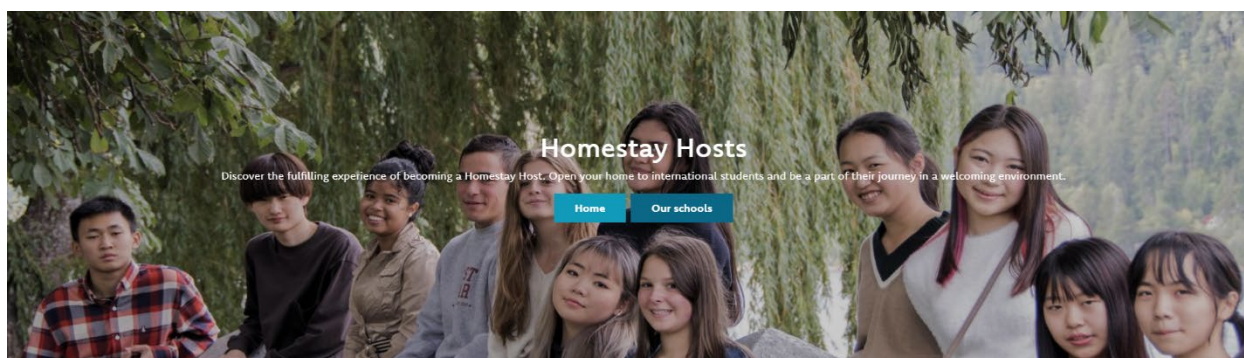 Homestay Hosts
Discover the fulfilling experience of becoming a Homestay Host. Open your home to international students and be a part of their journey in a welcoming environment.
Home
Our schools
T
R